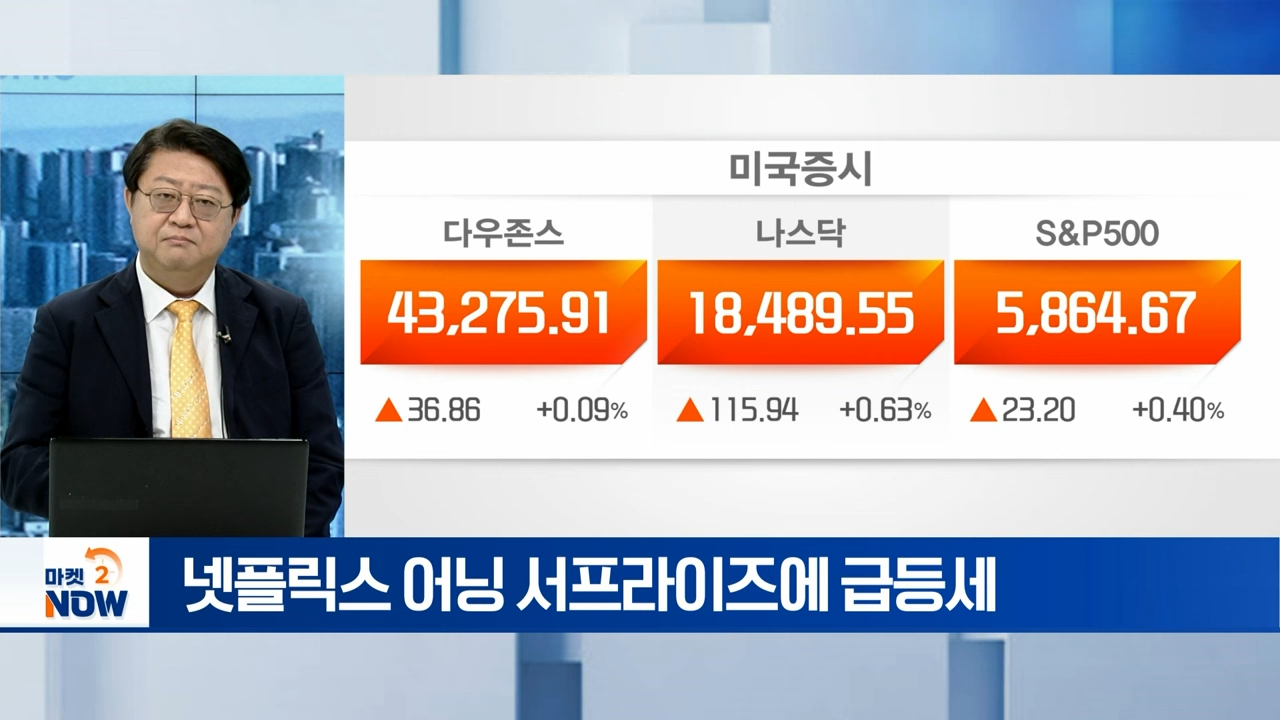 미국증시
다우존스
나스닥
S&P500
43,275.91
18,489.55
5,864.67
▲36.86 +0.09%
▲115.94 +0.63%
▲23.20 +0.40%
마켓 2
NOW
넷플릭스 어닝 서프라이즈에 급등세